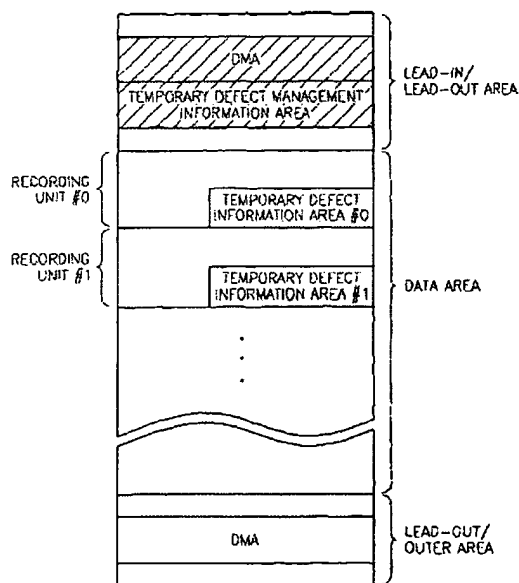 DMA
TEMPORARY DEFECT MANAGEMENT
INFORMATION AREA
LEAD-IN/
LEAD-OUT AREA
RECORDING
UNIT #0
TEMPORARY DEFECT
INFORMATION AREA #0
RECORDING
UNIT #1
TEMPORARY DEFECT
INFORMATION AREA #1
DATA AREA
DMA
LEAD-OUT/
OUTER AREA